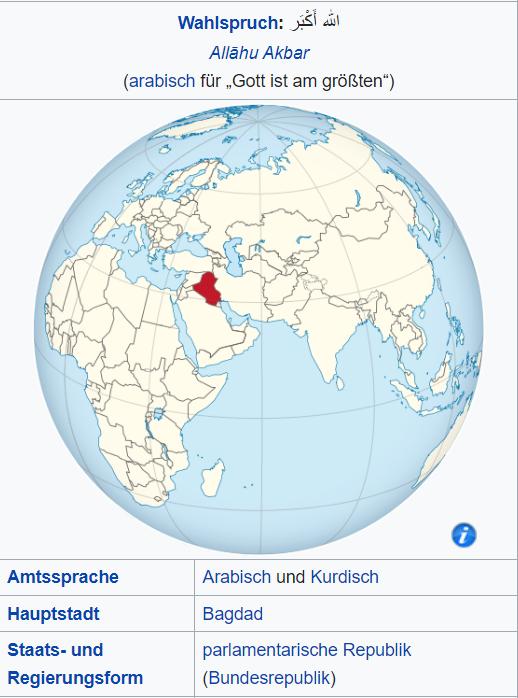 Wahlspruch: الله أَكْبَر
Allāhu Akbar
(arabisch für „Gott ist am größten“)
i
Amtssprache Arabisch und Kurdisch
Hauptstadt Bagdad
Staats- und parlamentarische Republik
Regierungsform (Bundesrepublik)